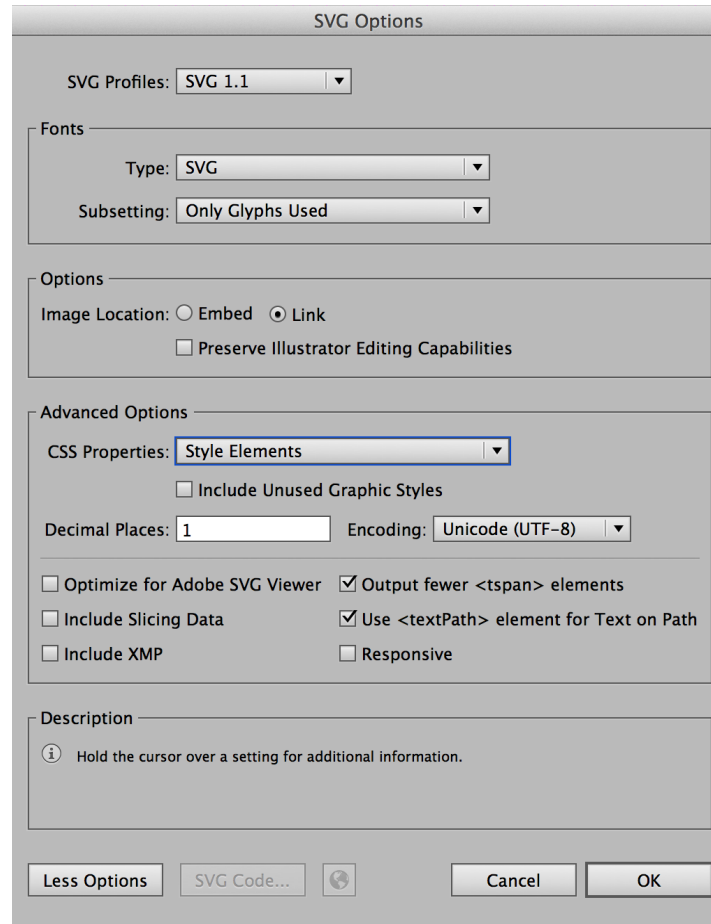 SVG Options
SVG Profiles: SVG 1.1
Fonts
Type: SVG
Subsetting: Only Glyphs Used
Options
Image Location: Embed Link
Preserve Illustrator Editing Capabilities
Advanced Options
CSS Properties: Style Elements
Include Unused Graphic Styles
Decimal Places: 1 Encoding: Unicode (UTF-8)
Optimize for Adobe SVG Viewer Output fewer <tspan> elements
Include Slicing Data Use <textPath> element for Text on Path
Include XMP Responsive
Description
Hold the cursor over a setting for additional information.
Less Options SVG Code... Cancel OK